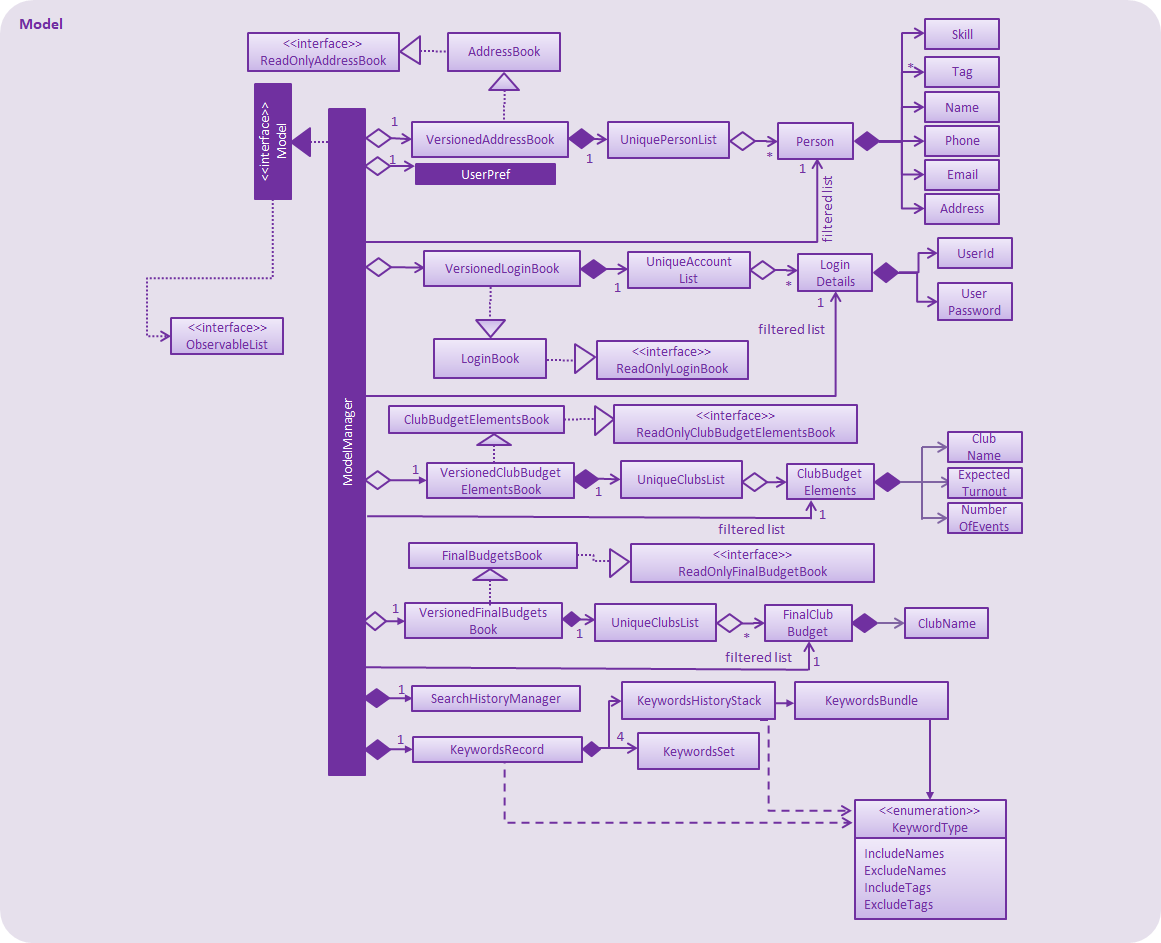 Model
<<interface>>
ReadOnlyAddressBook
AddressBook
Skill
Tag
*
Name
Phone
Email
Address
<<interface>>
Model
1
VersionedAddressBook
1
UniquePersonList
*
Person
1
filtered list
1
UserPref
VersionedLoginBook
1
UniqueAccount
List
*
Login
Details
1
UserId
User
Password
filtered list
<<interface>>
ObservableList
LoginBook
<<interface>>
ReadOnlyLoginBook
ModelManager
ClubBudgetElementsBook
<<interface>>
ReadOnlyClubBudgetElementsBook
1
VersionedClubBudget
ElementsBook
1
UniqueClubsList
ClubBudget
Elements
1
filtered list
Club
Name
Expected
Turnout
Number
OfEvents
FinalBudgetsBook
<<interface>>
ReadOnlyFinalBudgetBook
1
VersionedFinalBudgets
Book
1
UniqueClubsList
*
FinalClub
Budget
ClubName
filtered list
1
1
SearchHistoryManager
KeywordsHistoryStack
KeywordsBundle
1
KeywordsRecord
4
KeywordsSet
<<enumeration>>
KeywordType
IncludeNames
ExcludeNames
IncludeTags
ExcludeTags